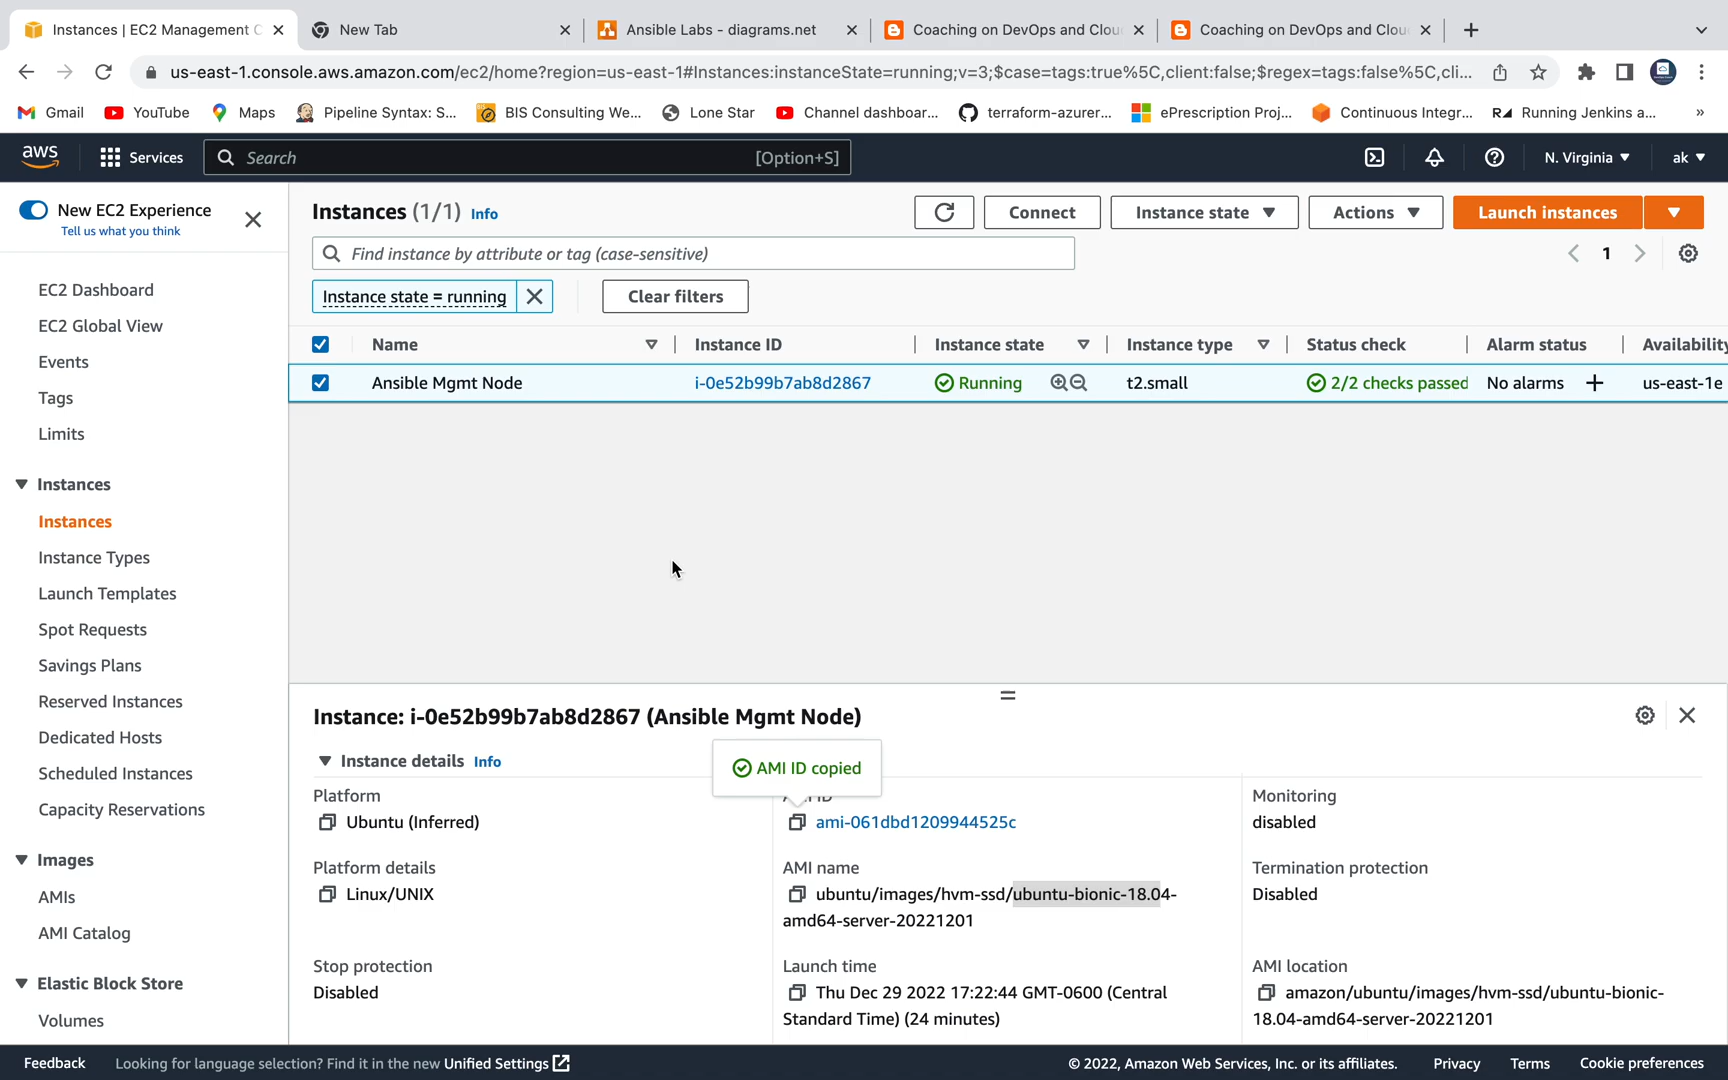 Instances | EC2 Management C
New Tab
Ansible Labs - diagrams.net
Coaching on DevOps and Clou
Coaching on DevOps and Clou
us-east-1.console.aws.amazon.com/ec2/home?region=us-east-1#Instances:instanceState=running;v=3;$case=tags:true%5C,client:false;$regex=tags:false%5C,cli...
Gmail
YouTube
Maps
Pipeline Syntax: S...
BIS Consulting We...
Lone Star
Channel dashboar...
terraform-azurer...
ePrescription Proj...
Continuous Integr...
Running Jenkins a...
»
aws
Services
Search
[Option+S]
N. Virginia
ak
New EC2 Experience
Tell us what you think
EC2 Dashboard
EC2 Global View
Events
Tags
Limits
Instances
Instances
Instance Types
Launch Templates
Spot Requests
Savings Plans
Reserved Instances
Dedicated Hosts
Scheduled Instances
Capacity Reservations
Images
AMIs
AMI Catalog
Elastic Block Store
Volumes
Instances (1/1) Info
Connect
Instance state
Actions
Launch instances
Find instance by attribute or tag (case-sensitive)
1
Instance state = running
Clear filters
Name
Instance ID
Instance state
Instance type
Status check
Alarm status
Availability
Ansible Mgmt Node
i-0e52b99b7ab8d2867
Running
t2.small
2/2 checks passed
No alarms
us-east-1e
Instance: i-0e52b99b7ab8d2867 (Ansible Mgmt Node)
Instance details Info
AMI ID copied
Platform
Ubuntu (Inferred)
AMI ID
ami-061dbd1209944525c
Monitoring
disabled
Platform details
Linux/UNIX
AMI name
ubuntu/images/hvm-ssd/ubuntu-bionic-18.04-
amd64-server-20221201
Termination protection
Disabled
Stop protection
Disabled
Launch time
Thu Dec 29 2022 17:22:44 GMT-0600 (Central
Standard Time) (24 minutes)
AMI location
amazon/ubuntu/images/hvm-ssd/ubuntu-bionic-
18.04-amd64-server-20221201
Feedback
Looking for language selection? Find it in the new Unified Settings
© 2022, Amazon Web Services, Inc. or its affiliates.
Privacy
Terms
Cookie preferences